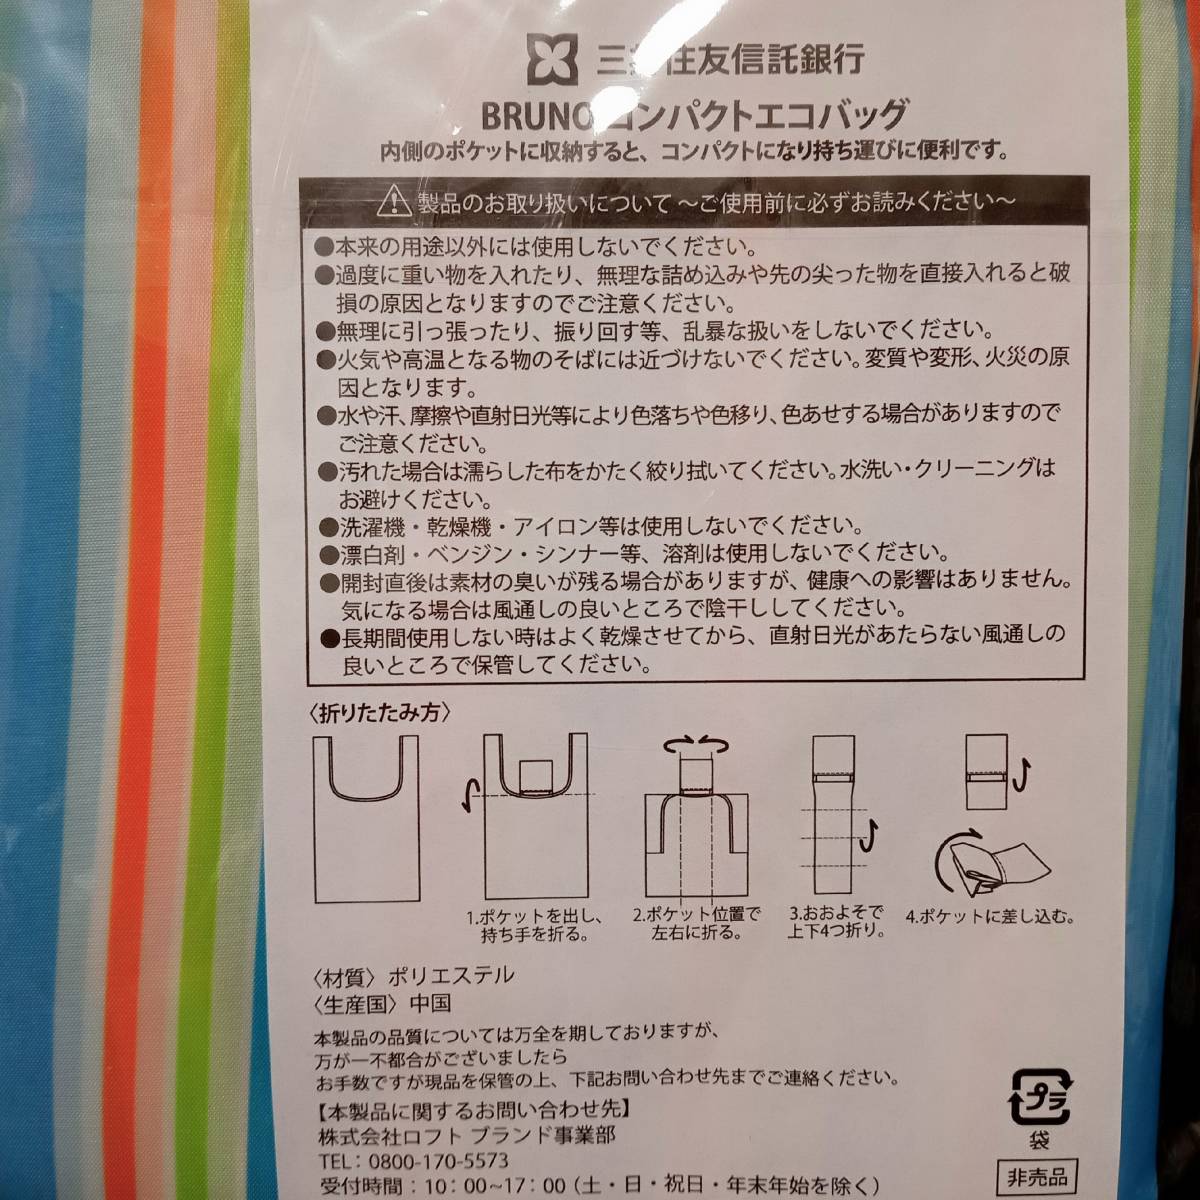 三井住友信託銀行
BRUNO コンパクトエコバッグ
内側のポケットに収納すると、コンパクトになり持ち運びに便利です。
製品のお取り扱いについて ～ご使用前に必ずお読みください～
●本来の用途以外には使用しないでください。
●過度に重い物を入れたり、無理な詰め込みや先の尖った物を直接入れると破
損の原因となりますのでご注意ください。
●無理に引っ張ったり、振り回す等、乱暴な扱いをしないでください。
●火気や高温となる物のそばには近づけないでください。変質や変形、火災の原
因となります。
●水や汗、摩擦や直射日光等により色落ちや色移り、色あせする場合がありますので
ご注意ください。
●汚れた場合は濡らした布をかたく絞り拭いてください。水洗い・クリーニングは
お避けください。
●洗濯機・乾燥機・アイロン等は使用しないでください。
●漂白剤・ベンジン・シンナー等、溶剤は使用しないでください。
●開封直後は素材の臭いが残る場合がありますが、健康への影響はありません。
気になる場合は風通しの良いところで陰干ししてください。
●長期間使用しない時はよく乾燥させてから、直射日光があたらない風通しの
良いところで保管してください。
〈折りたたみ方〉
1.ポケットを出し、
持ち手を折る。
2.ポケット位置で
左右に折る。
3.おおよそで
上下4つ折り。
4.ポケットに差し込む。
〈材質〉ポリエステル
〈生産国〉中国
本製品の品質については万全を期しておりますが、
万が一不都合がございましたら
お手数ですが現品を保管の上、下記お問い合わせ先までご連絡ください。
【本製品に関するお問い合わせ先】
株式会社ロフト ブランド事業部
TEL：0800-170-5573
受付時間：10：00~17：00（土・日・祝日・年末年始を除く）
プラ
袋
非売品